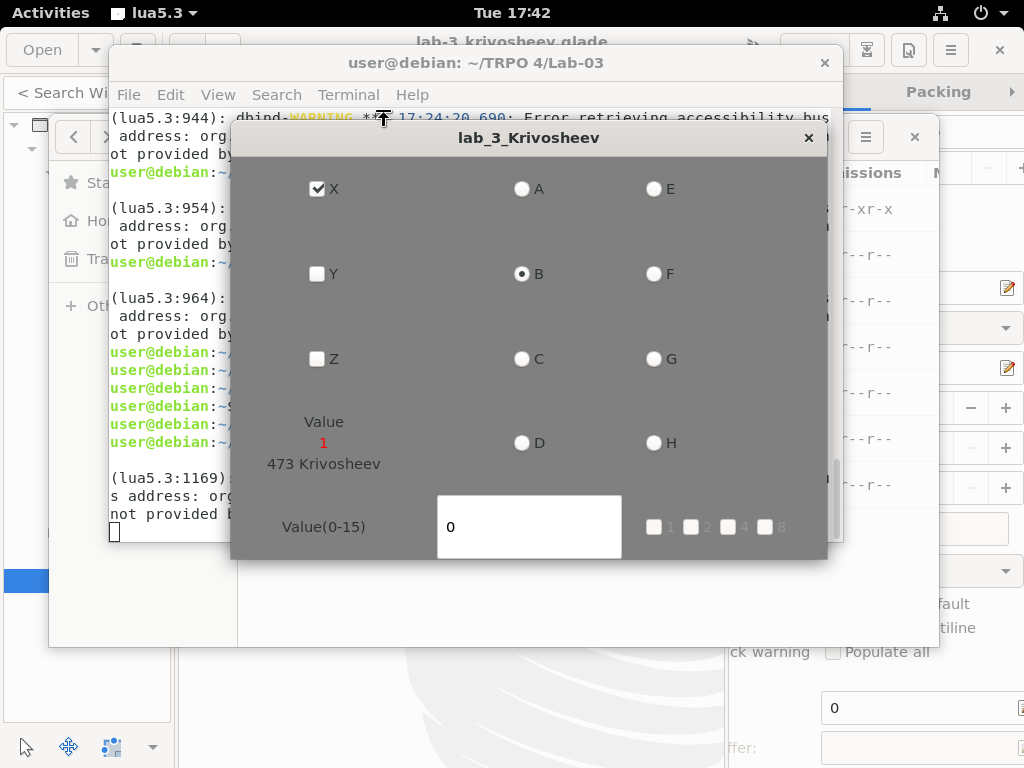 Activities lua5.3 Tue 17:42
Open lab-3_krivosheev.glade
user@debian: ~/TRPO 4/Lab-03
< Search Wi Packing
File Edit View Search Terminal Help
(lua5.3:944): dbind-WARNING **: 17:24:20.690: Error retrieving accessibility bus
address: org.
ot provided by
user@debian:~/
(lua5.3:954):
address: org.
ot provided by
user@debian:~/
(lua5.3:964):
address: org.
ot provided by
user@debian:~/
user@debian:~/
user@debian:~/
user@debian:~$
user@debian:~/
user@debian:~/
(lua5.3:1169):
s address: org
not provided b
Sta
Ho
Tra
Oth
lab_3_Krivosheev
X A E
Y B F
Z C G
Value
1
D H
473 Krivosheev
Value(0-15) 0 1 2 4 8
issions
r-xr-x
r--r--
r--r--
r--r--
r--r--
r--r--
r--r--
fault
tiline
ck warning Populate all
0
ffer: